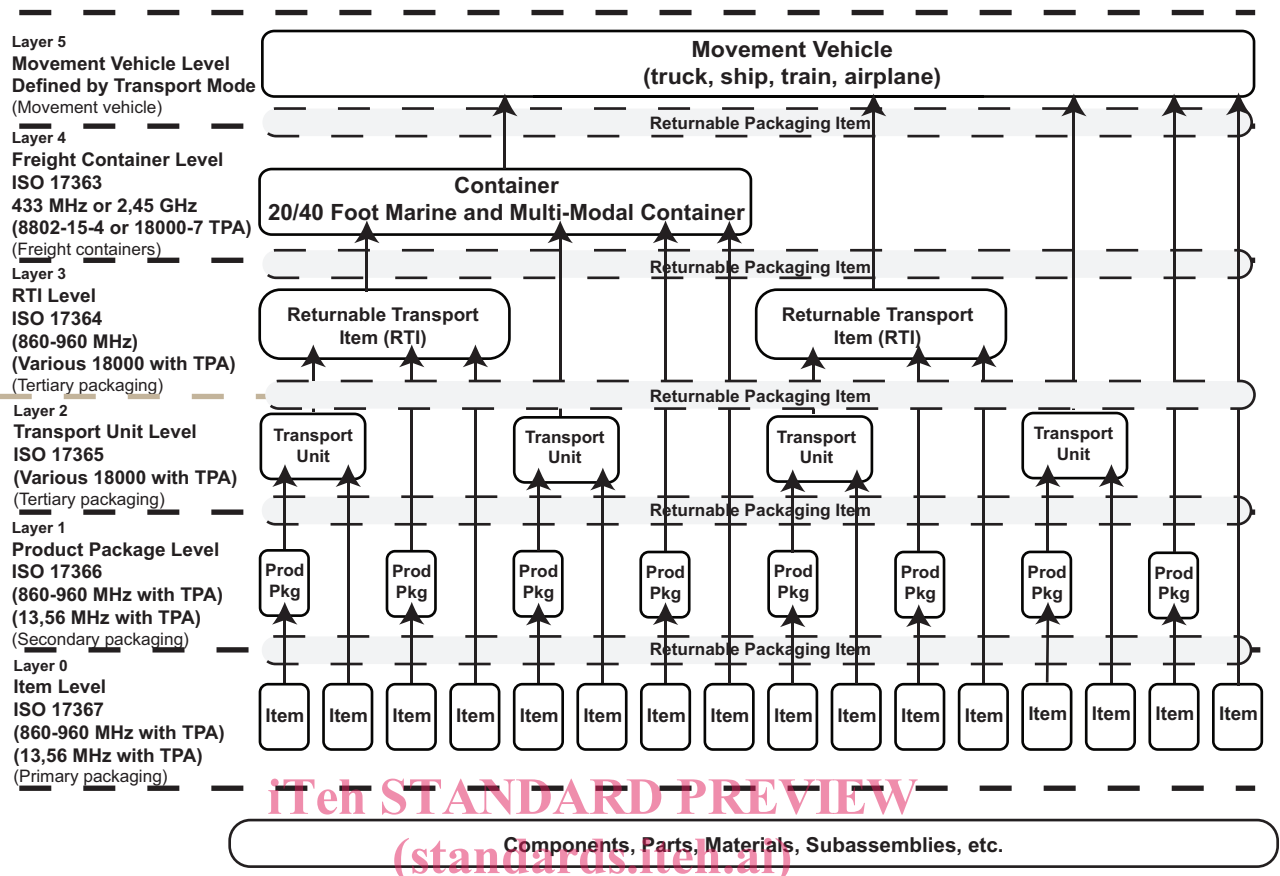 Layer 5
Movement Vehicle Level
Defined by Transport Mode
(Movement vehicle)
Movement Vehicle
(truck, ship, train, airplane)
Returnable Packaging Item
Layer 4
Freight Container Level
ISO 17363
433 MHz or 2,45 GHz
(8802-15-4 or 18000-7 TPA)
(Freight containers)
Container
20/40 Foot Marine and Multi-Modal Container
Returnable Packaging Item
Layer 3
RTI Level
ISO 17364
(860-960 MHz)
(Various 18000 with TPA)
(Tertiary packaging)
Returnable Transport
Item (RTI)
Returnable Transport
Item (RTI)
Returnable Packaging Item
Layer 2
Transport Unit Level
ISO 17365
(Various 18000 with TPA)
(Tertiary packaging)
Transport
Unit
Transport
Unit
Transport
Unit
Transport
Unit
Returnable Packaging Item
Layer 1
Product Package Level
ISO 17366
(860-960 MHz with TPA)
(13,56 MHz with TPA)
(Secondary packaging)
Prod
Pkg
Prod
Pkg
Prod
Pkg
Prod
Pkg
Prod
Pkg
Prod
Pkg
Prod
Pkg
Prod
Pkg
Returnable Packaging Item
Layer 0
Item Level
ISO 17367
(860-960 MHz with TPA)
(13,56 MHz with TPA)
(Primary packaging)
Item Item Item Item Item Item Item Item Item Item Item Item Item Item Item Item
iTeh STANDARD PREVIEW
(standards.iteh.ai)
Components, Parts, Materials, Subassemblies, etc.